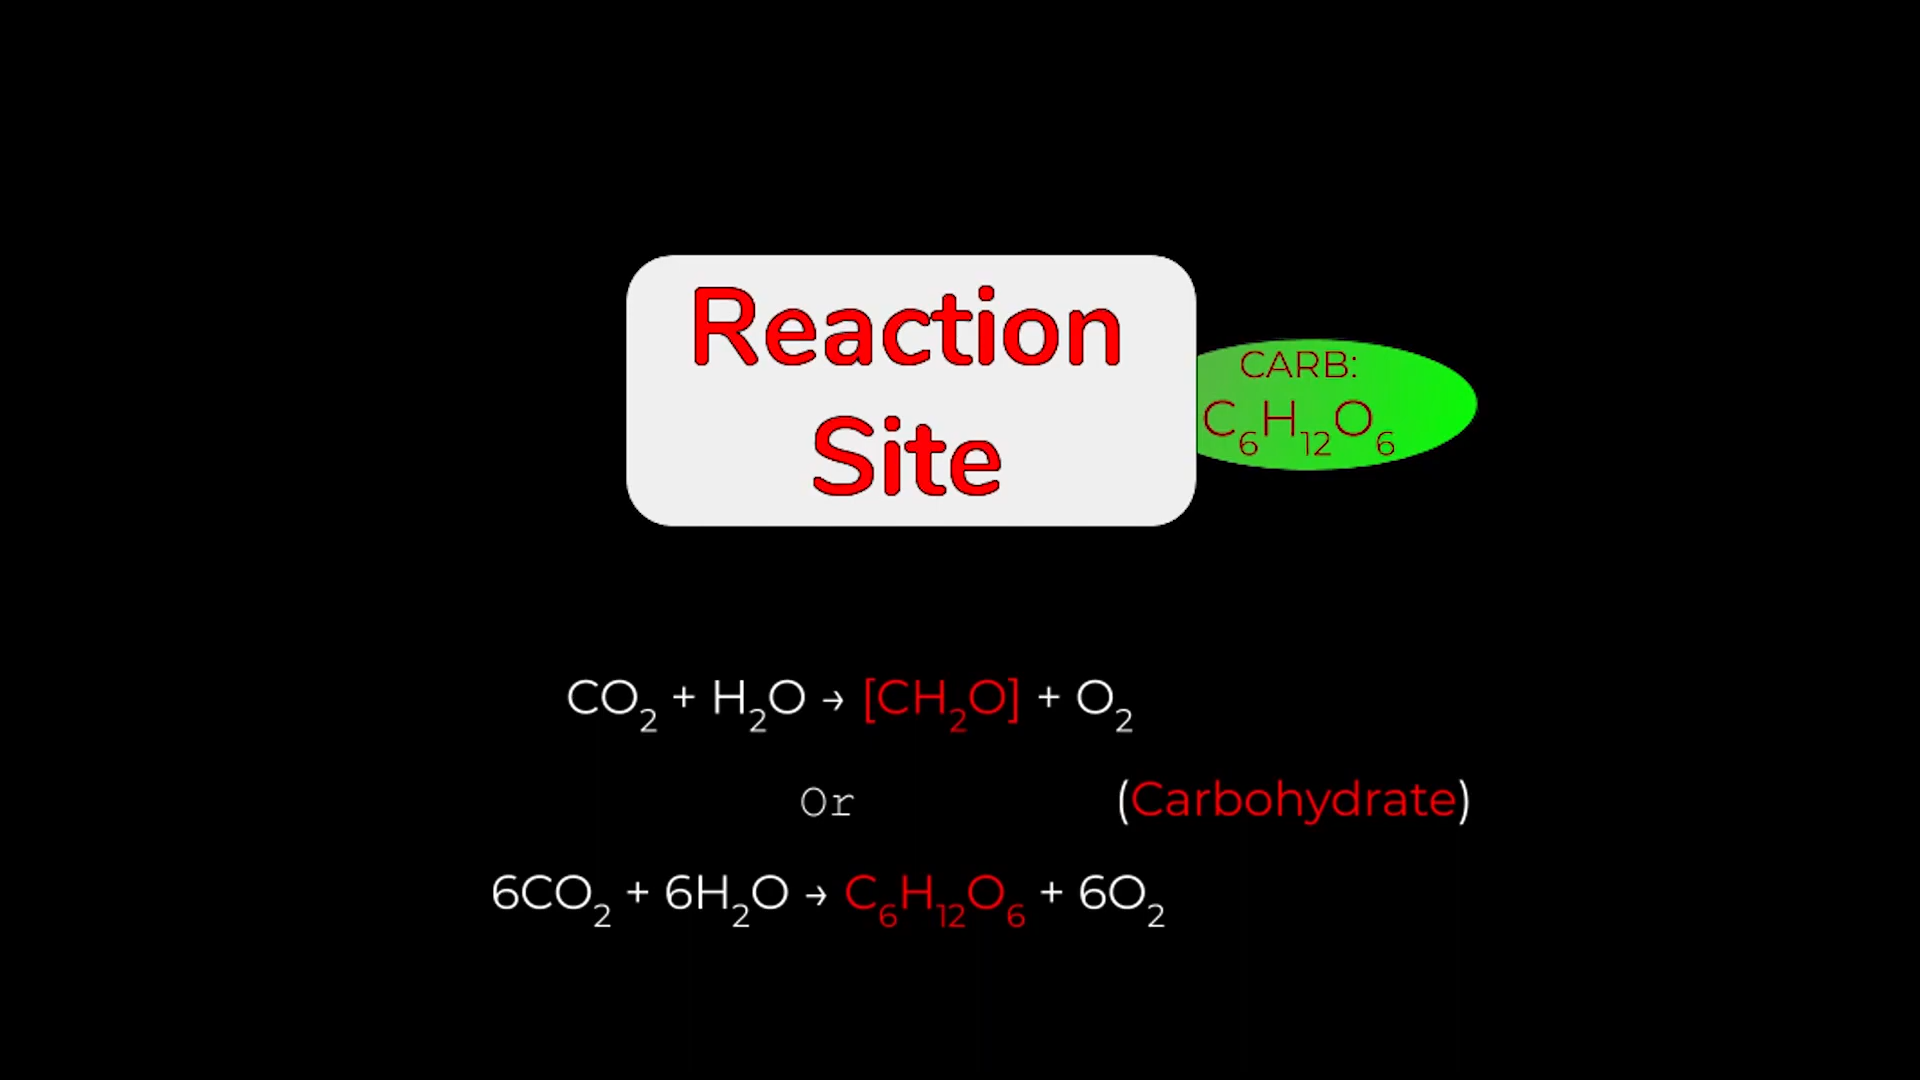 Reaction
Site
CARB:
C₆H₁₂O₆
CO₂ + H₂O → [CH₂O] + O₂
Or (Carbohydrate)
6CO₂ + 6H₂O → C₆H₁₂O₆ + 6O₂